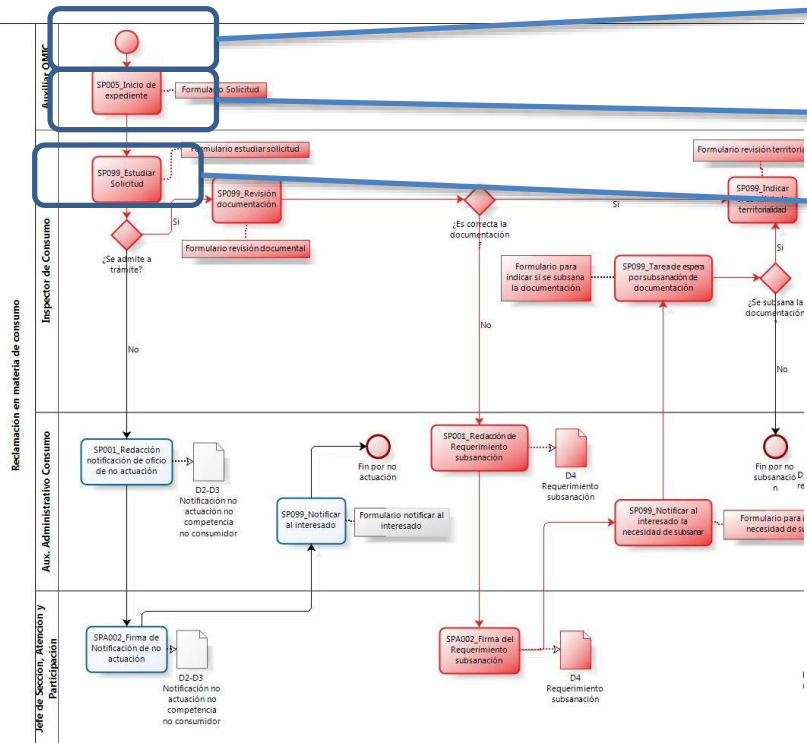 Reclamación en materia de consumo
Auxiliar OMIC
SP005_Inicio de
expediente
Formulario Solicitud
Inspector de Consumo
SP099_Estudiar
Solicitud
Formulario estudiar solicitud
¿Se admite a
trámite?
Si
No
SP099_Revisión
documentación
Formulario revisión documental
¿Es correcta la
documentación
?
Si
No
Formulario revisión territoria
SP099_Indicar
territorialidad
Formulario para
indicar si se subsana
la documentación
SP099_Tarea de espera
por subsanación de
documentación
Si
¿Se subsana la
documentación
?
No
Aux. Administrativo Consumo
SP001_Redacción
notificación de oficio
de no actuación
D2-D3
Notificación no
actuación no
competencia
no consumidor
Fin por no
actuación
SP099_Notificar
al interesado
Formulario notificar al
interesado
SP001_Redacción de
Requerimiento
subsanación
D4
Requerimiento
subsanación
SP099_Notificar al
interesado la
necesidad de subsanar
Formulario para i
necesidad de su
Fin por no
subsanació
n
D
re
Jefe de Sección, Atención y
Participación
SPA002_Firma de
Notificación de no
actuación
D2-D3
Notificación no
actuación no
competencia
no consumidor
SPA002_Firma del
Requerimiento
subsanación
D4
Requerimiento
subsanación